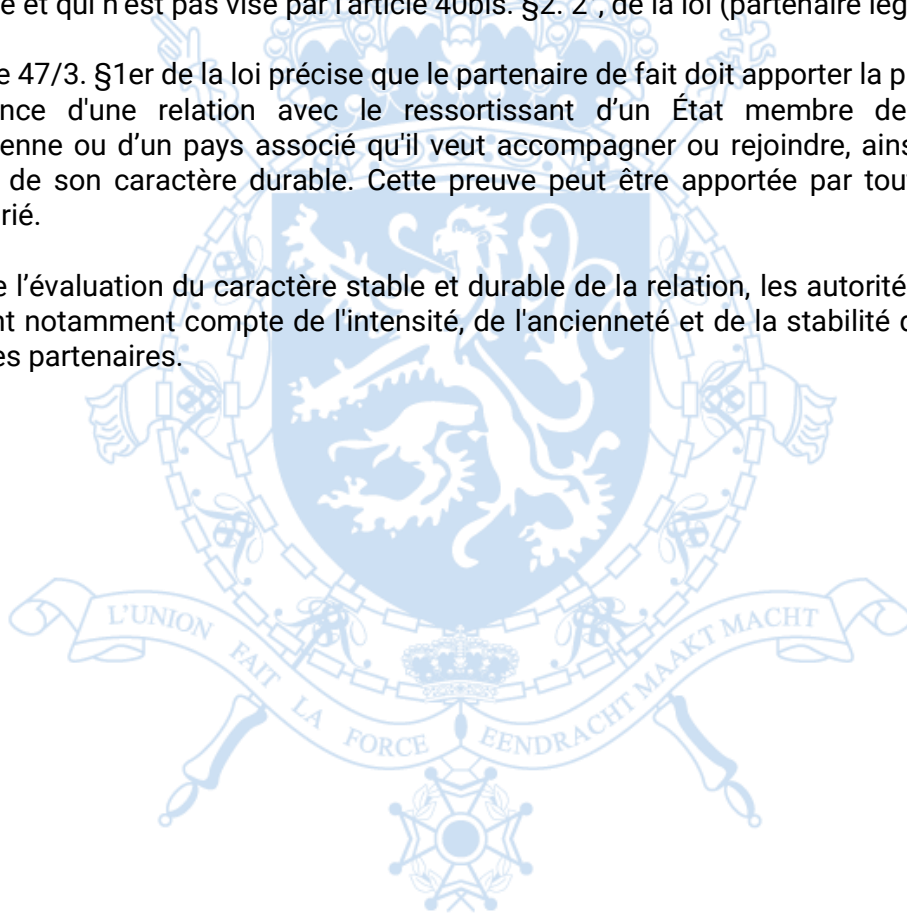 e et qui n'est pas visé par l'article 40bis. §2. 2°, de la loi (partenaire lég
e 47/3. §1er de la loi précise que le partenaire de fait doit apporter la p
nce d'une relation avec le ressortissant d’un État membre de
enne ou d’un pays associé qu'il veut accompagner ou rejoindre, ains
de son caractère durable. Cette preuve peut être apportée par tou
rié.
e l’évaluation du caractère stable et durable de la relation, les autorité
nt notamment compte de l'intensité, de l'ancienneté et de la stabilité d
es partenaires.
L'UNION FAIT LA FORCE EENDRACHT MAAKT MACHT